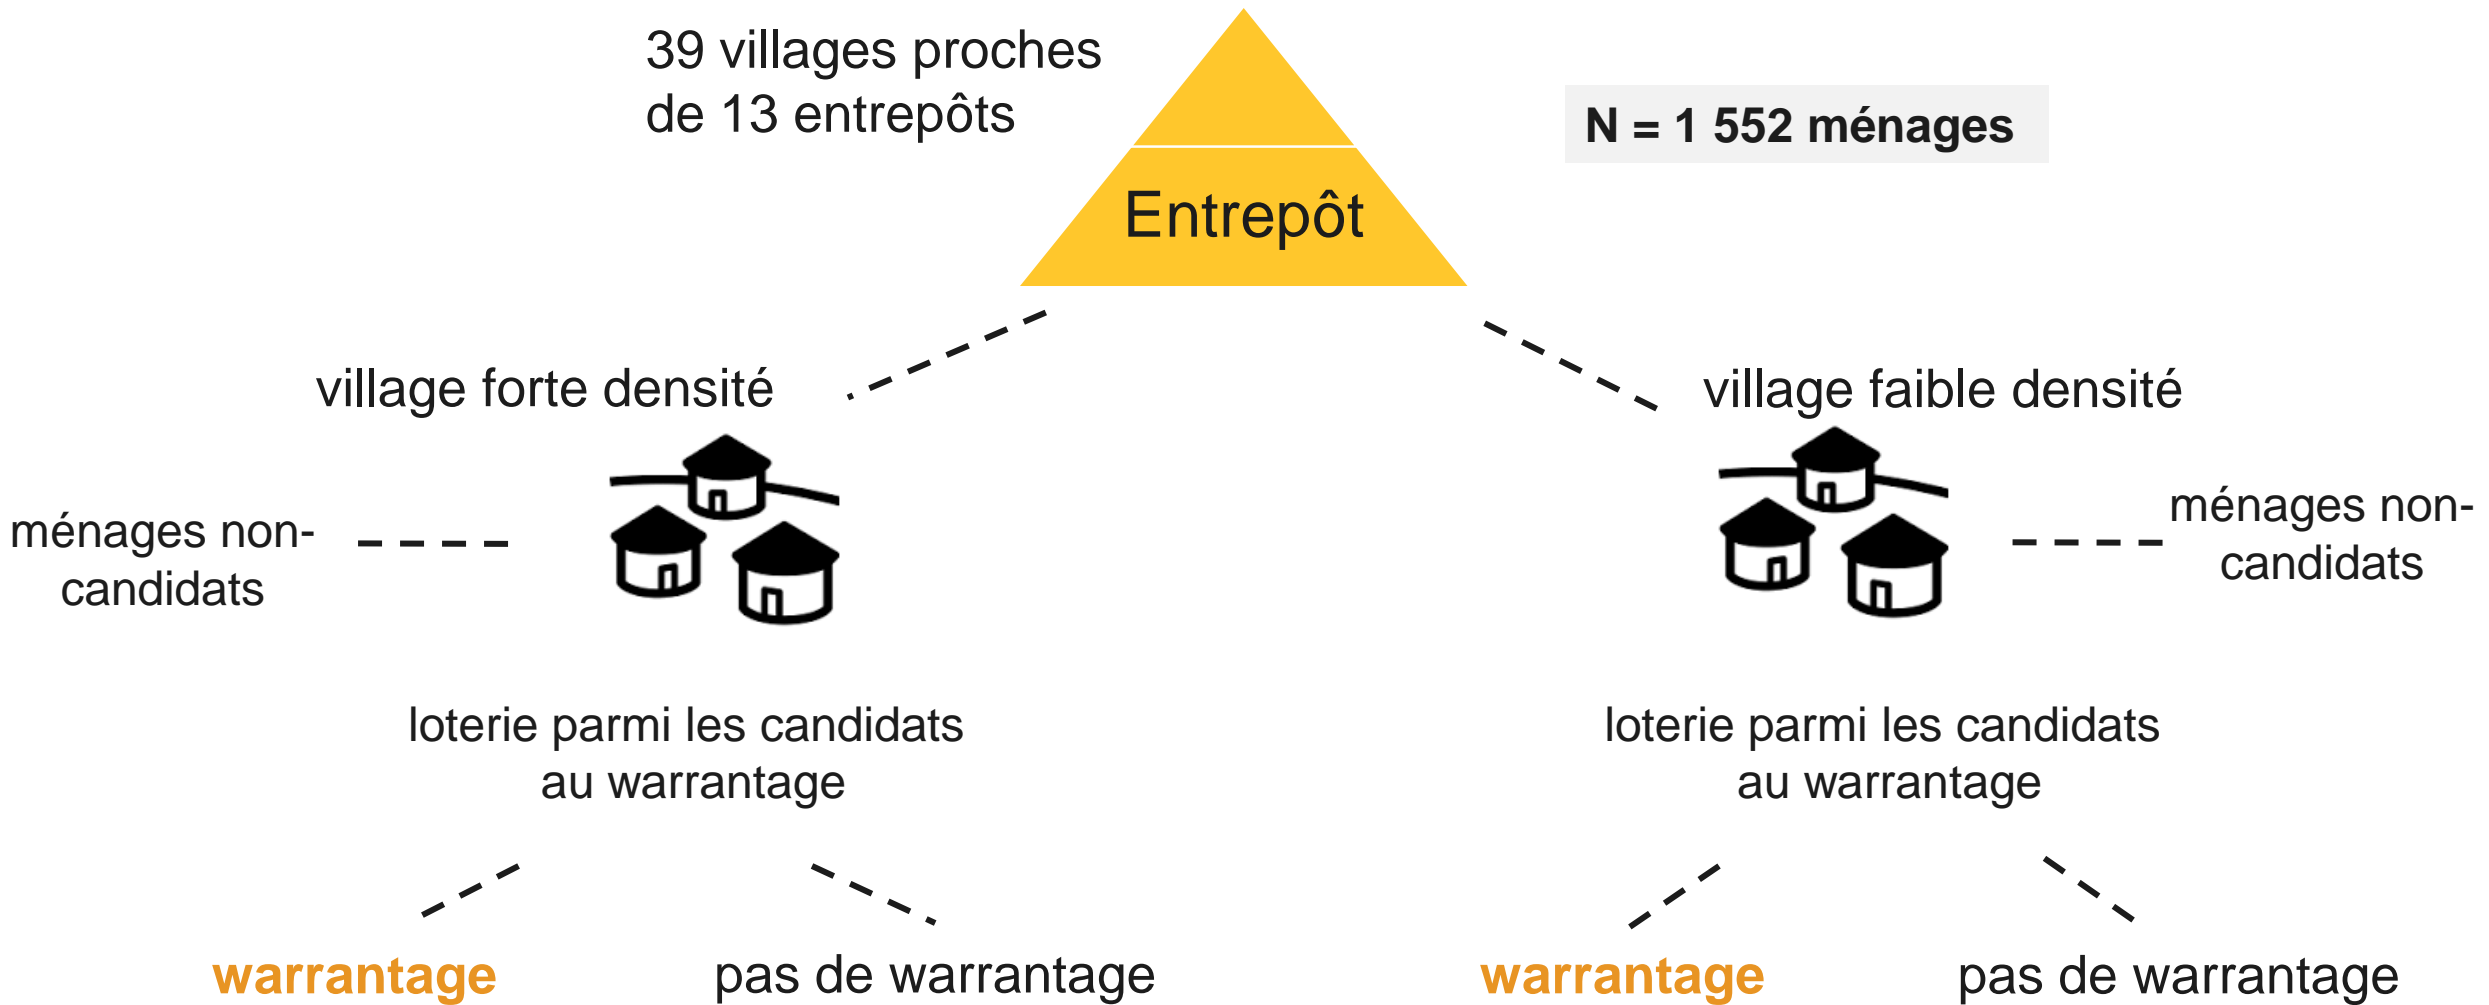 39 villages proches
de 13 entrepôts
N = 1 552 ménages
Entrepôt
village forte densité
village faible densité
ménages non-
candidats
ménages non-
candidats
loterie parmi les candidats
au warrantage
loterie parmi les candidats
au warrantage
warrantage
pas de warrantage
warrantage
pas de warrantage